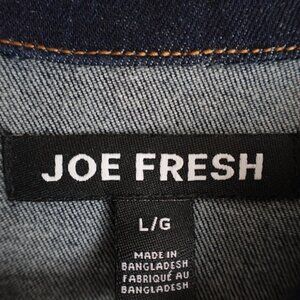 JOE FRESH
L/G
MADE IN
BANGLADESH
FABRIQUÉ AU
BANGLADESH